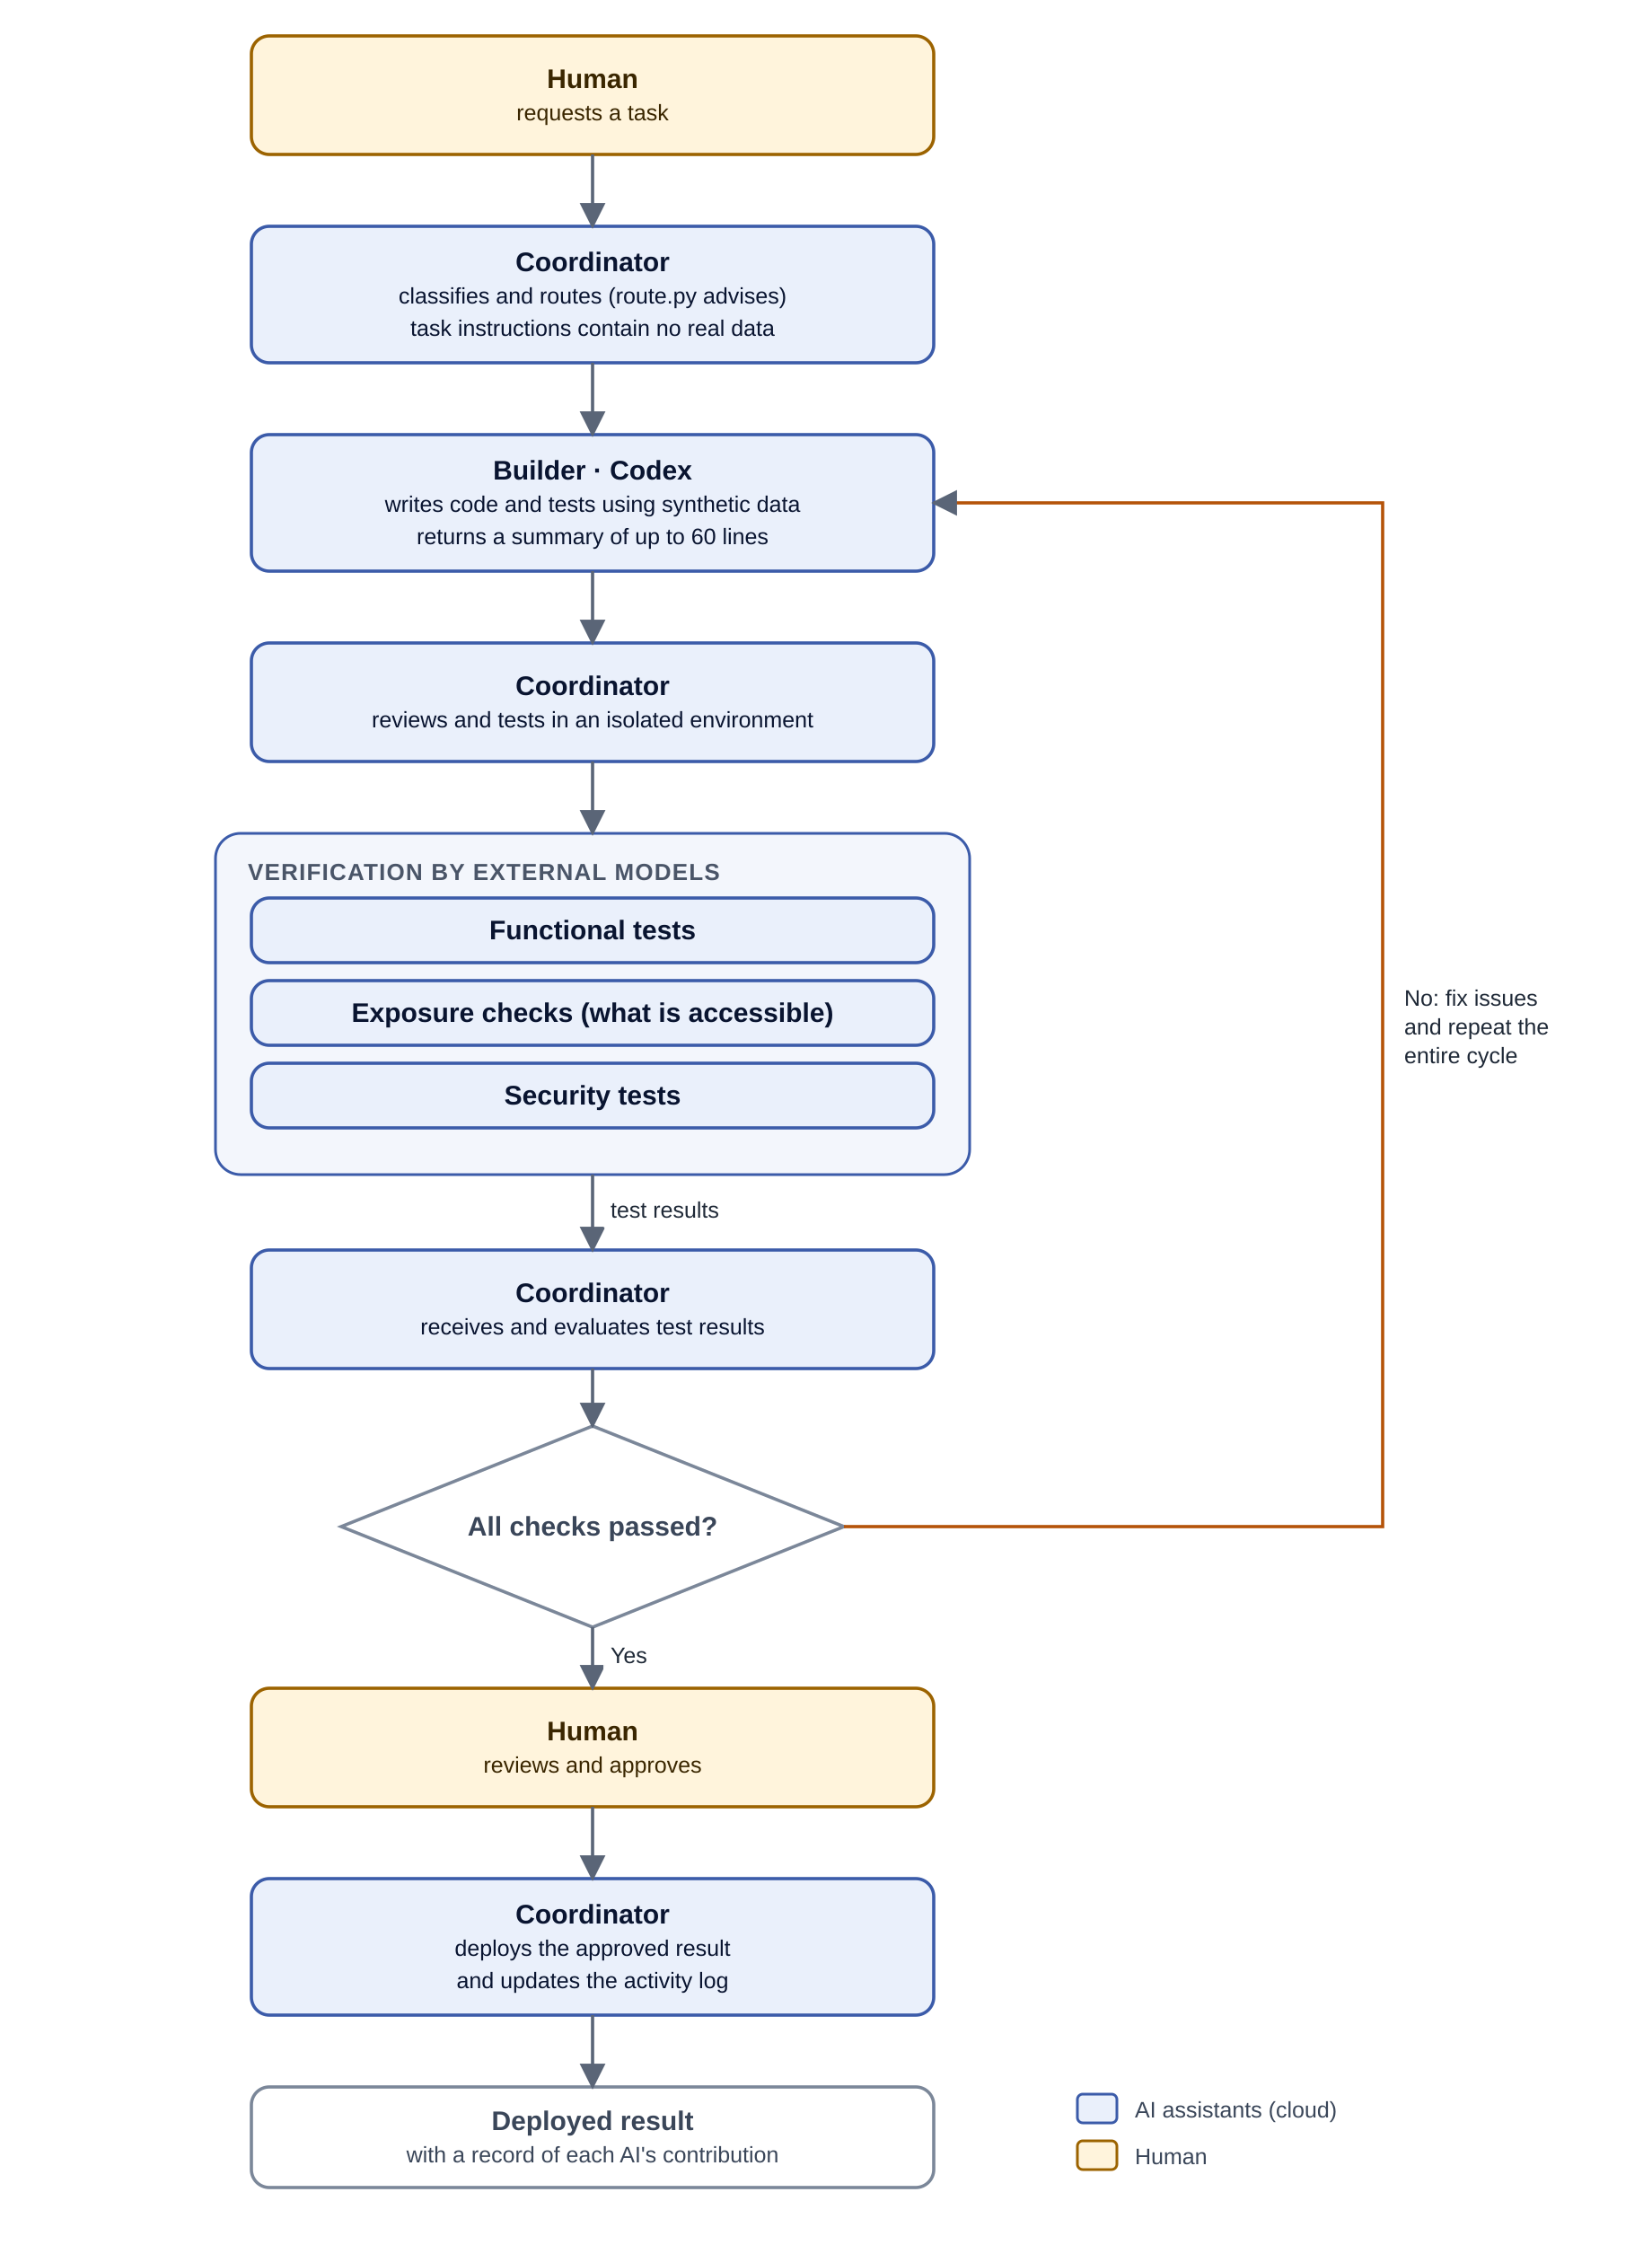 Human
requests a task
Coordinator
classifies and routes (route.py advises)
task instructions contain no real data
Builder · Codex
writes code and tests using synthetic data
returns a summary of up to 60 lines
Coordinator
reviews and tests in an isolated environment
VERIFICATION BY EXTERNAL MODELS
Functional tests
Exposure checks (what is accessible)
Security tests
No: fix issues
and repeat the
entire cycle
test results
Coordinator
receives and evaluates test results
All checks passed?
Yes
Human
reviews and approves
Coordinator
deploys the approved result
and updates the activity log
Deployed result
with a record of each AI's contribution
AI assistants (cloud)
Human